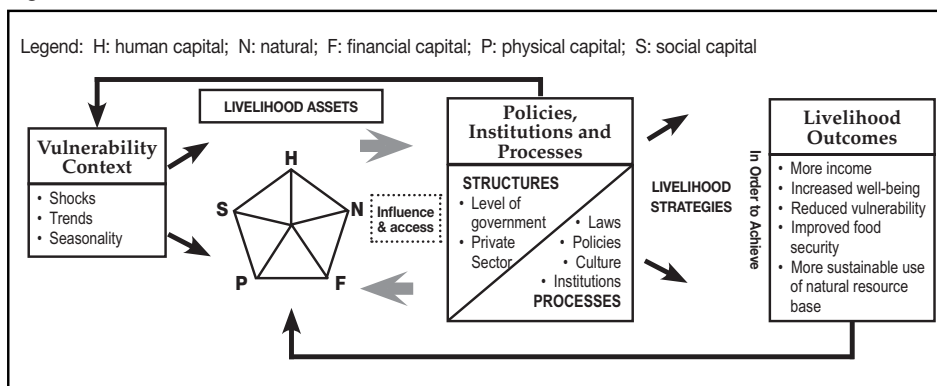 Legend: H: human capital; N: natural; F: financial capital; P: physical capital; S: social capital
LIVELIHOOD ASSETS
Vulnerability
Context
• Shocks
• Trends
• Seasonality
H
S
N
P
F
Influence
& access
Policies,
Institutions and
Processes
STRUCTURES
• Level of
government
• Private
Sector
• Laws
• Policies
• Culture
• Institutions
PROCESSES
LIVELIHOOD
STRATEGIES
In Order to Achieve
Livelihood
Outcomes
• More income
• Increased well-being
• Reduced vulnerability
• Improved food
security
• More sustainable use
of natural resource
base